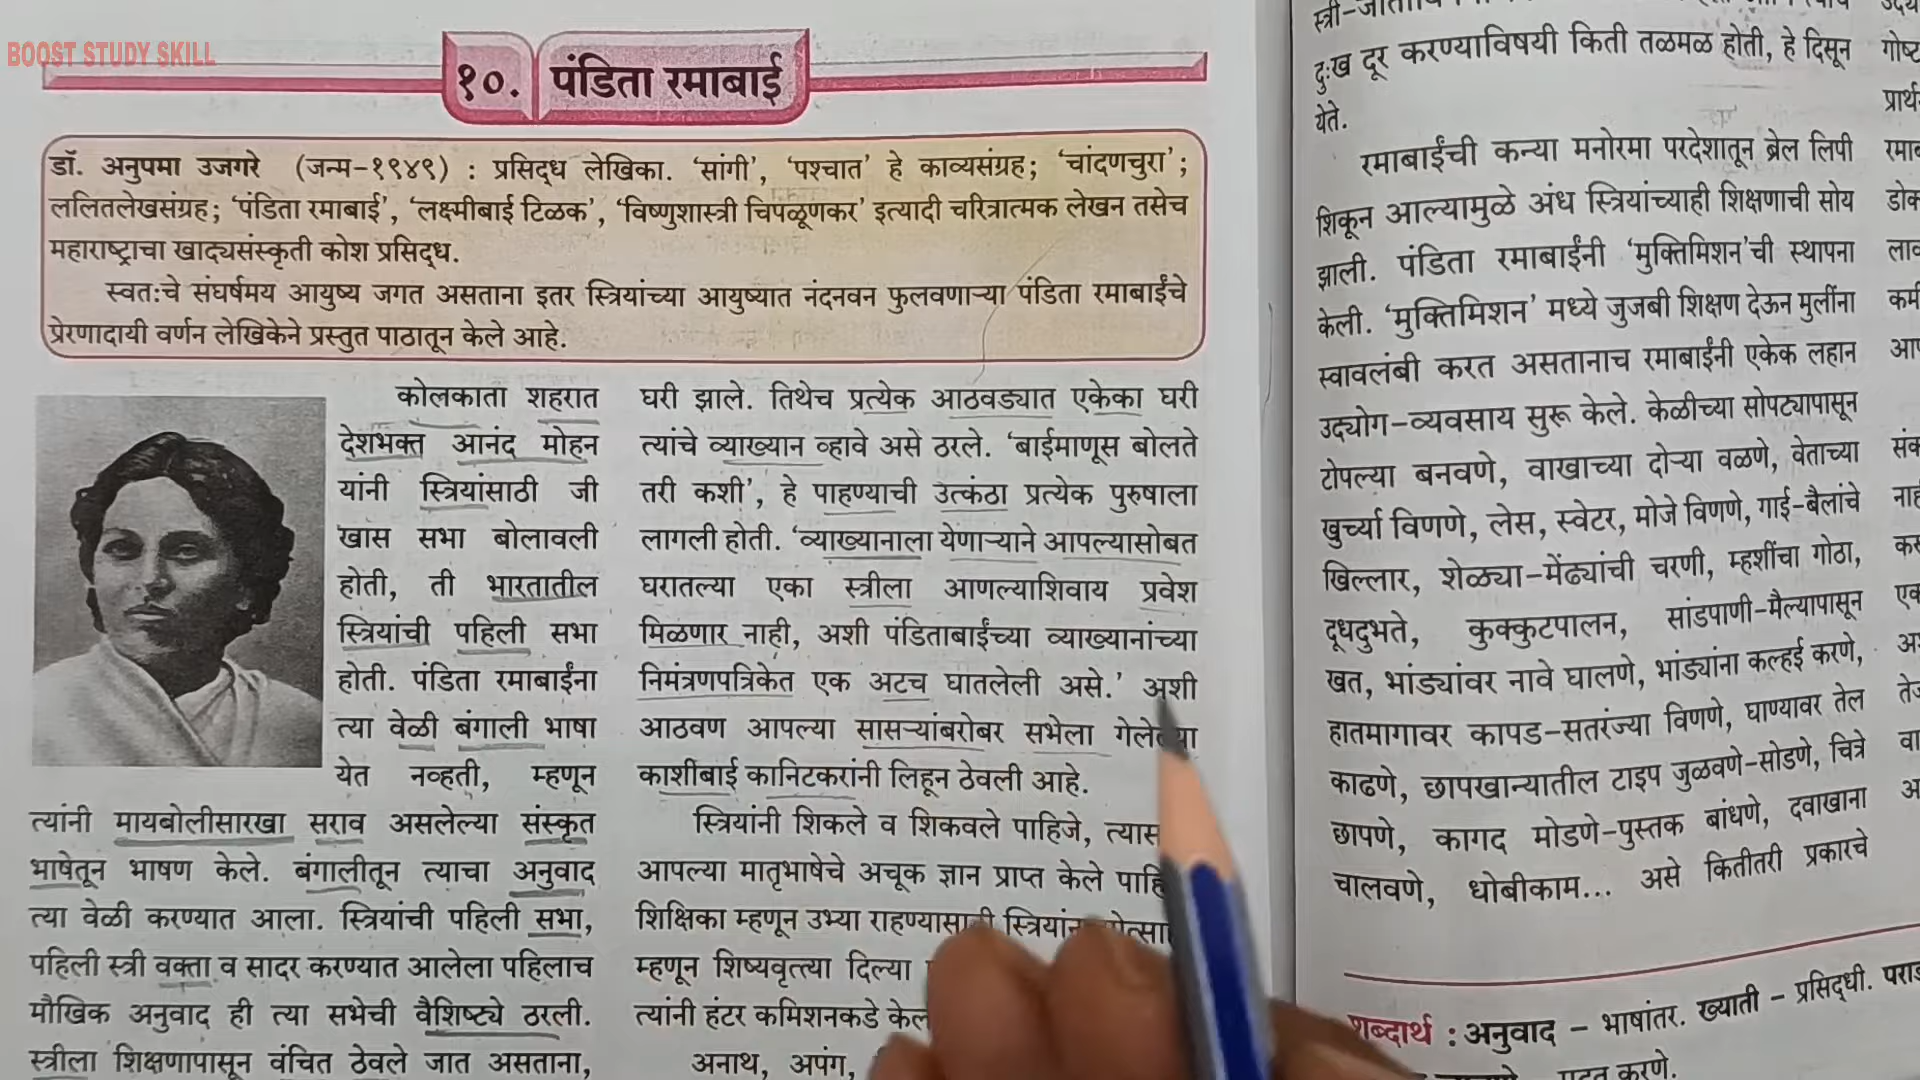 BOOST STUDY SKILL
१०. पंडिता रमाबाई
डॉ. अनुपमा उजगरे (जन्म-१९४९) : प्रसिद्ध लेखिका. ‘सांगी’, ‘पश्चात’ हे काव्यसंग्रह; ‘चांदणचुरा’;
ललितलेखसंग्रह; ‘पंडिता रमाबाई’, ‘लक्ष्मीबाई टिळक’, ‘विष्णुशास्त्री चिपळूणकर’ इत्यादी चरित्रात्मक लेखन तसेच
महाराष्ट्राचा खाद्यसंस्कृती कोश प्रसिद्ध.
स्वतःचे संघर्षमय आयुष्य जगत असताना इतर स्त्रियांच्या आयुष्यात नंदनवन फुलवणाऱ्या पंडिता रमाबाईंचे
प्रेरणादायी वर्णन लेखिकेने प्रस्तुत पाठातून केले आहे.
कोलकाता शहरात
देशभक्त आनंद मोहन
यांनी स्त्रियांसाठी जी
खास सभा बोलावली
होती, ती भारतातील
स्त्रियांची पहिली सभा
होती. पंडिता रमाबाईंना
त्या वेळी बंगाली भाषा
येत नव्हती, म्हणून
त्यांनी मायबोलीसारखा सराव असलेल्या संस्कृत
भाषेतून भाषण केले. बंगालीतून त्याचा अनुवाद
त्या वेळी करण्यात आला. स्त्रियांची पहिली सभा,
पहिली स्त्री वक्ता व सादर करण्यात आलेला पहिलाच
मौखिक अनुवाद ही त्या सभेची वैशिष्ट्ये ठरली.
स्त्रीला शिक्षणापासून वंचित ठेवले जात असताना,
घरी झाले. तिथेच प्रत्येक आठवड्यात एकेका घरी
त्यांचे व्याख्यान व्हावे असे ठरले. ‘बाईमाणूस बोलते
तरी कशी’, हे पाहण्याची उत्कंठा प्रत्येक पुरुषाला
लागली होती. ‘व्याख्यानाला येणाऱ्याने आपल्यासोबत
घरातल्या एका स्त्रीला आणल्याशिवाय प्रवेश
मिळणार नाही, अशी पंडिताबाईंच्या व्याख्यानांच्या
निमंत्रणपत्रिकेत एक अटच घातलेली असे.’ अशी
आठवण आपल्या सासऱ्यांबरोबर सभेला गेलेल्या
काशीबाई कानिटकरांनी लिहून ठेवली आहे.
स्त्रियांनी शिकले व शिकवले पाहिजे,
आपल्या मातृभाषेचे अचूक ज्ञान प्राप्त केले
शिक्षिका म्हणून उभ्या
म्हणून शिष्यवृत्त्या दिल्या
त्यांनी हंटर कमिशनकडे
अनाथ, अपंग,
दुःख दूर करण्याविषयी किती तळमळ होती, हे दिसून
येते.
रमाबाईंची कन्या मनोरमा परदेशातून ब्रेल लिपी
शिकून आल्यामुळे अंध स्त्रियांच्याही शिक्षणाची सोय
झाली. पंडिता रमाबाईंनी ‘मुक्तिमिशन’ची स्थापना
केली. ‘मुक्तिमिशन’ मध्ये जुजबी शिक्षण देऊन मुलींना
स्वावलंबी करत असतानाच रमाबाईंनी एकेक लहान
उद्योग-व्यवसाय सुरू केले. केळीच्या सोपट्यापासून
टोपल्या बनवणे, वाखाच्या दोऱ्या वळणे, वेताच्या
खुर्च्या विणणे, लेस, स्वेटर, मोजे विणणे, गाई-बैलांचे
खिल्लार, शेळ्या-मेंढ्यांची चरणी, म्हशींचा गोठा,
दूधदुभते, कुक्कुटपालन, सांडपाणी-मैल्यापासून
खत, भांड्यांवर नावे घालणे, भांड्यांना कल्हई करणे,
हातमागावर कापड-सतरंज्या विणणे, घाण्यावर तेल
काढणे, छापखान्यातील टाइप जुळवणे-सोडणे, चित्रे
छापणे, कागद मोडणे-पुस्तक बांधणे, दवाखाना
चालवणे, धोबीकाम... असे कितीतरी प्रकारचे
शब्दार्थ : अनुवाद – भाषांतर. ख्याती – प्रसिद्धी.
करणे.